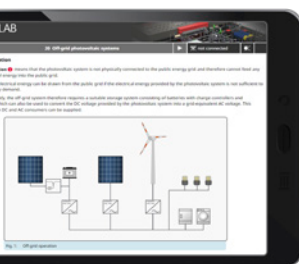 LAB
36 Off-grid photovoltaic systems
not connected
ation
means that the photovoltaic system is not physically connected to the public energy grid and therefore cannot feed any
energy into the public grid.
electrical energy can be drawn from the public grid if the electrical energy provided by the photovoltaic system is not sufficient to
demand.
the off-grid system therefore requires a suitable storage system consisting of batteries with charge controllers and
which can also be used to convert the DC voltage provided by the photovoltaic system into a grid-equivalent AC voltage. This
DC and AC consumers can be supplied.
Fig. 1: Off-grid operation